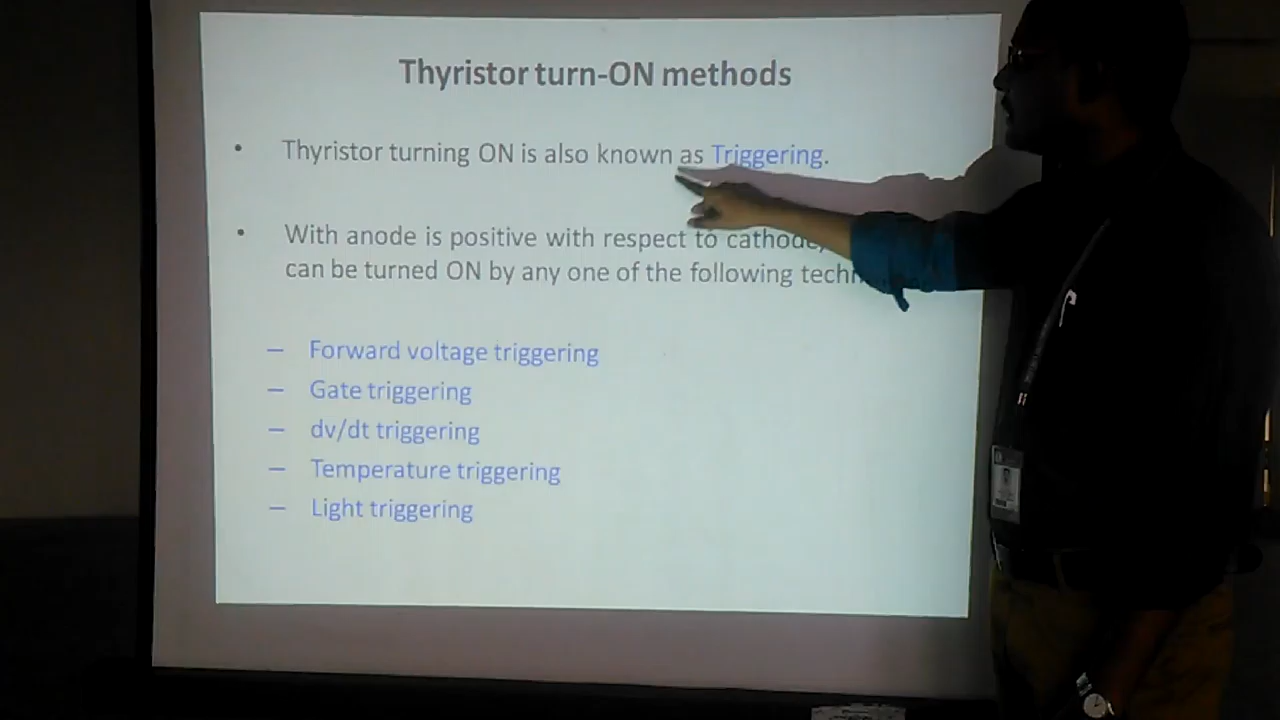 Thyristor turn-ON methods
• Thyristor turning ON is also known as Triggering.
• With anode is positive with respect to cathode,
can be turned ON by any one of the following
– Forward voltage triggering
– Gate triggering
– dv/dt triggering
– Temperature triggering
– Light triggering